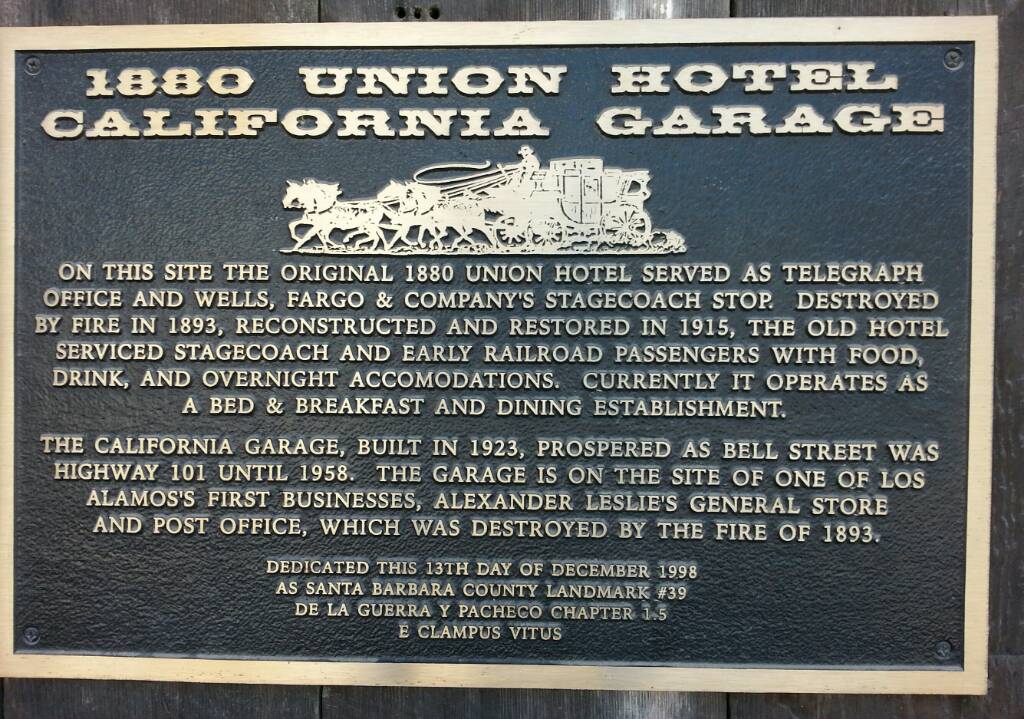 1880 UNION HOTEL
CALIFORNIA GARAGE
ON THIS SITE THE ORIGINAL 1880 UNION HOTEL SERVED AS TELEGRAPH
OFFICE AND WELLS, FARGO & COMPANY'S STAGECOACH STOP. DESTROYED
BY FIRE IN 1893, RECONSTRUCTED AND RESTORED IN 1915, THE OLD HOTEL
SERVICED STAGECOACH AND EARLY RAILROAD PASSENGERS WITH FOOD,
DRINK, AND OVERNIGHT ACCOMODATIONS. CURRENTLY IT OPERATES AS
A BED & BREAKFAST AND DINING ESTABLISHMENT.
THE CALIFORNIA GARAGE, BUILT IN 1923, PROSPERED AS BELL STREET WAS
HIGHWAY 101 UNTIL 1958. THE GARAGE IS ON THE SITE OF ONE OF LOS
ALAMOS'S FIRST BUSINESSES, ALEXANDER LESLIE'S GENERAL STORE
AND POST OFFICE, WHICH WAS DESTROYED BY THE FIRE OF 1893.
DEDICATED THIS 13TH DAY OF DECEMBER 1998
AS SANTA BARBARA COUNTY LANDMARK #39
DE LA GUERRA Y PACHECO CHAPTER 1.5
E CLAMPUS VITUS